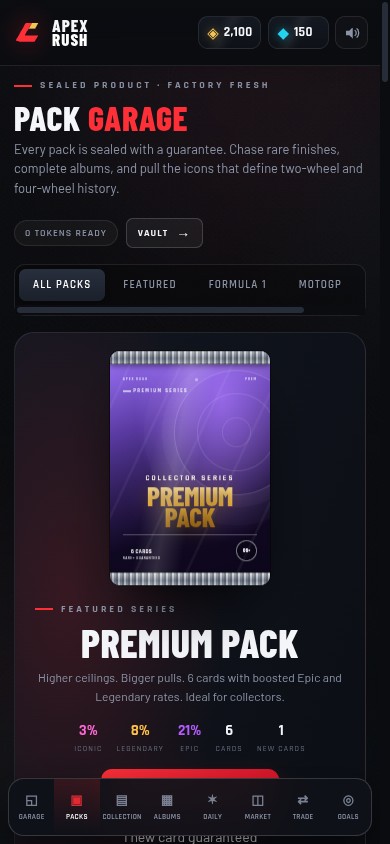 APEX
RUSH
2,100
150
SEALED PRODUCT · FACTORY FRESH
PACK GARAGE
Every pack is sealed with a guarantee. Chase rare finishes,
complete albums, and pull the icons that define two-wheel and
four-wheel history.
0 TOKENS READY
VAULT →
ALL PACKS
FEATURED
FORMULA 1
MOTOGP
APEX RUSH
PREM
PREMIUM SERIES
COLLECTOR SERIES
PREMIUM
PACK
6 CARDS
RARE+ GUARANTEED
FEATURED SERIES
PREMIUM PACK
Higher ceilings. Bigger pulls. 6 cards with boosted Epic and
Legendary rates. Ideal for collectors.
3% 8% 21% 6 1
ICONIC LEGENDARY EPIC CARDS NEW CARDS
1 new card guaranteed
GARAGE PACKS COLLECTION ALBUMS DAILY MARKET TRADE GOALS